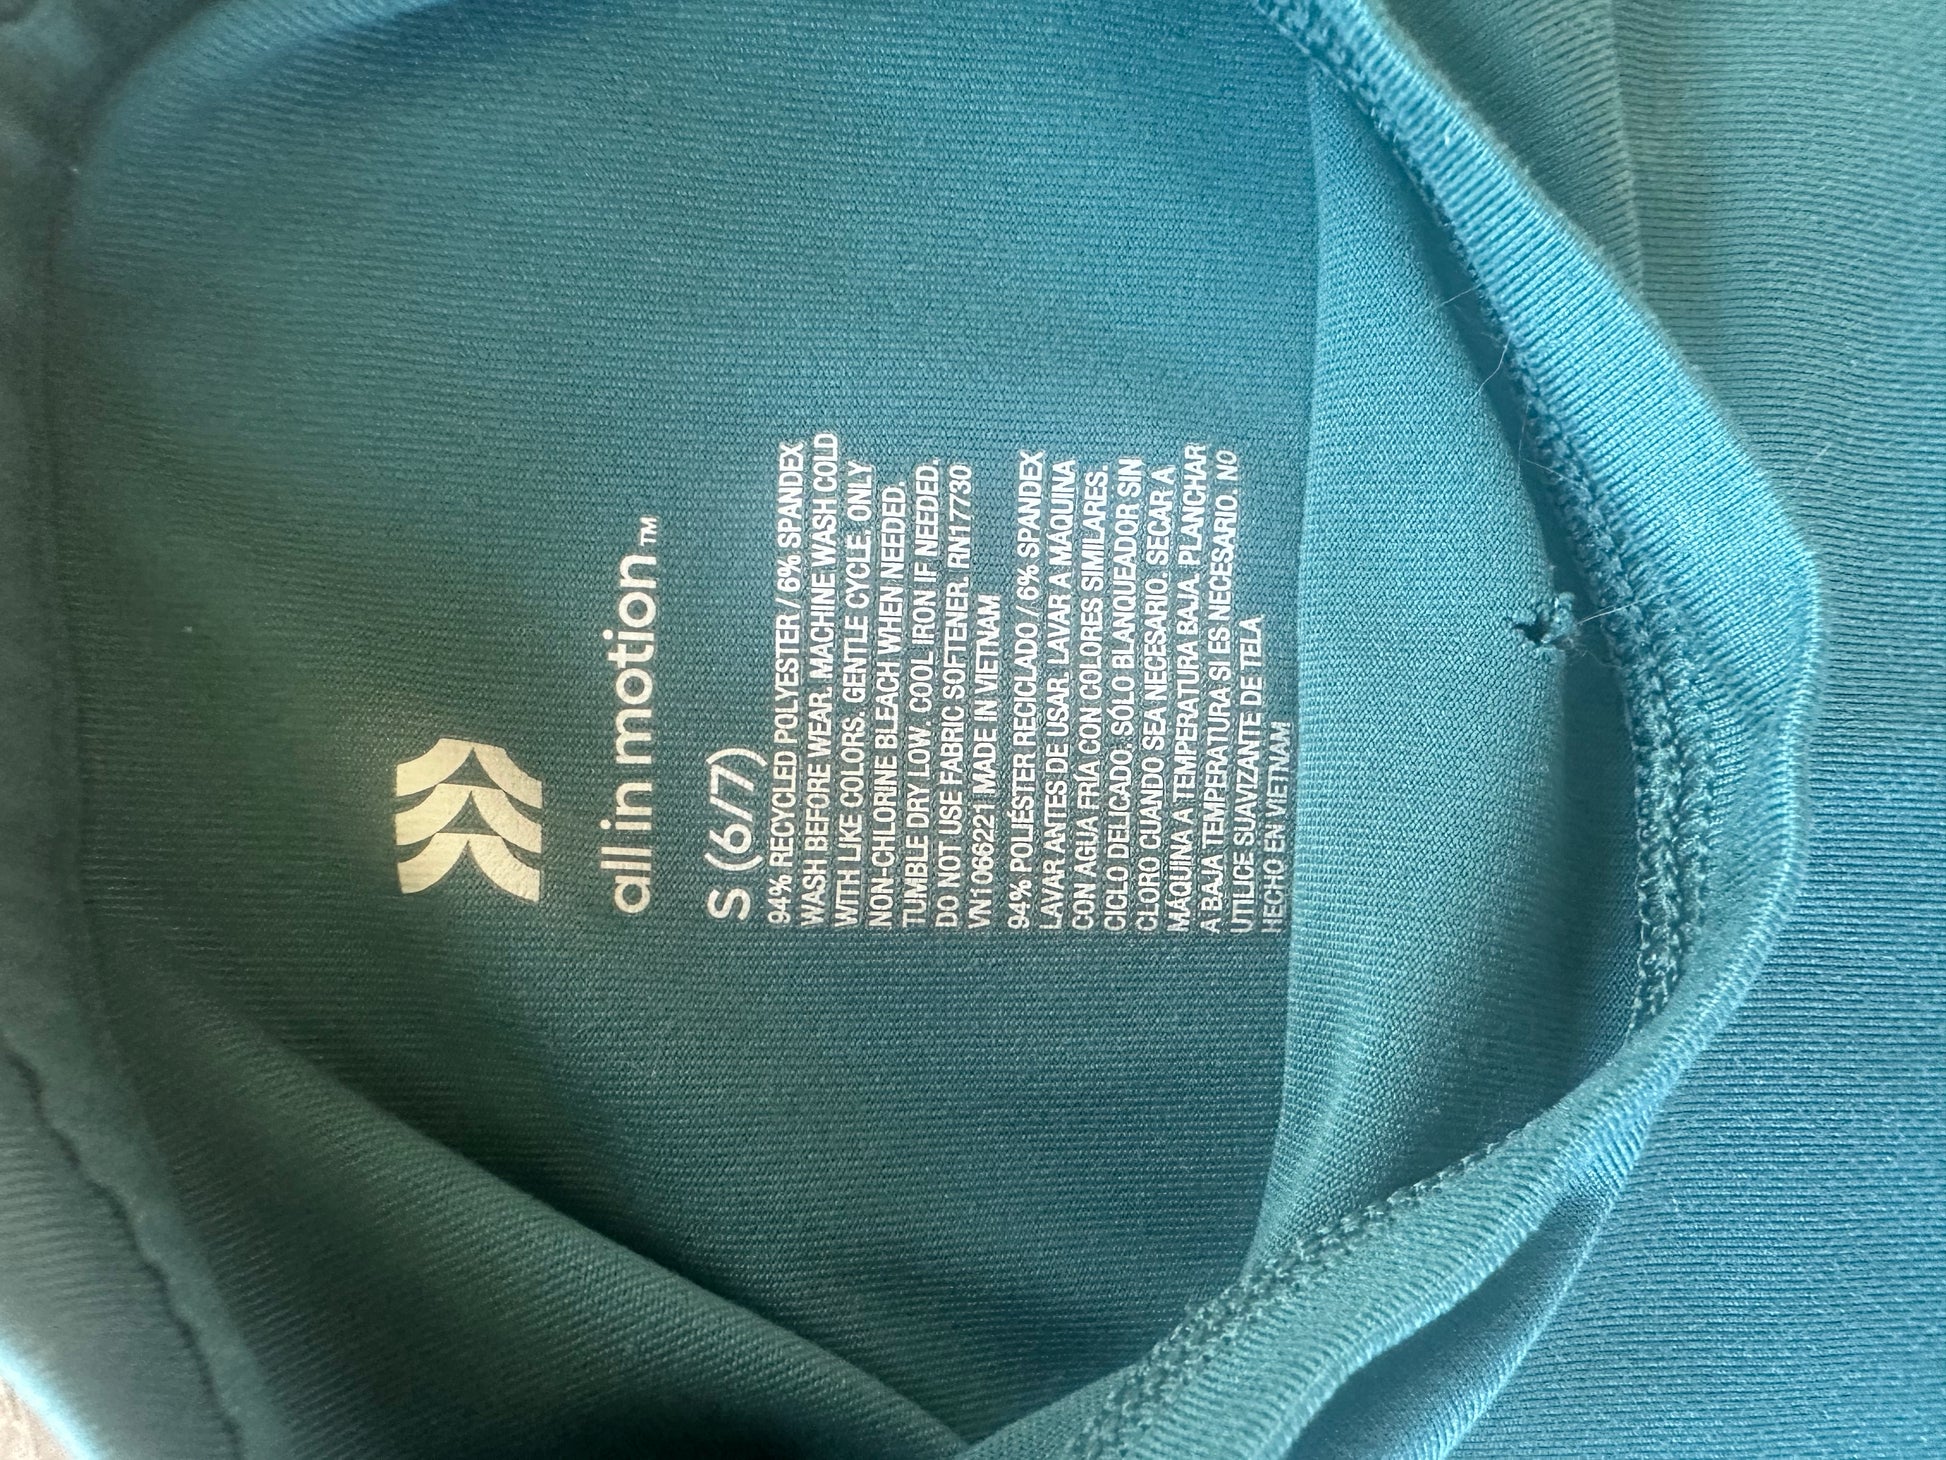 all in motion™
S (6/7)
94% RECYCLED POLYESTER / 6% SPANDEX
WASH BEFORE WEAR. MACHINE WASH COLD
WITH LIKE COLORS. GENTLE CYCLE. ONLY
NON-CHLORINE BLEACH WHEN NEEDED.
TUMBLE DRY LOW. COOL IRON IF NEEDED.
DO NOT USE FABRIC SOFTENER. RN17730
VN1066221 MADE IN VIETNAM
94% POLIÉSTER RECICLADO / 6% SPANDEX
LAVAR ANTES DE USAR. LAVAR A MÁQUINA
CON AGUA FRÍA CON COLORES SIMILARES.
CICLO DELICADO. SÓLO BLANQUEADOR SIN
CLORO CUANDO SEA NECESARIO. SECAR A
MÁQUINA A TEMPERATURA BAJA. PLANCHAR
A BAJA TEMPERATURA SI ES NECESARIO. NO
UTILICE SUAVIZANTE DE TELA
HECHO EN VIETNAM